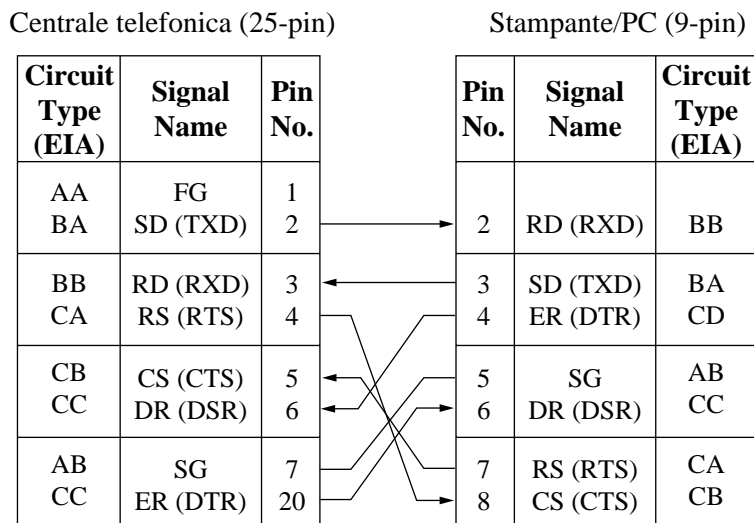 Centrale telefonica (25-pin) Stampante/PC (9-pin)
Circuit Type (EIA) Signal Name Pin No. Pin No. Signal Name Circuit Type (EIA)
AA FG 1
BA SD (TXD) 2 2 RD (RXD) BB
BB RD (RXD) 3 3 SD (TXD) BA
CA RS (RTS) 4 4 ER (DTR) CD
CB CS (CTS) 5 5 SG AB
CC DR (DSR) 6 6 DR (DSR) CC
AB SG 7 7 RS (RTS) CA
CC ER (DTR) 20 8 CS (CTS) CB